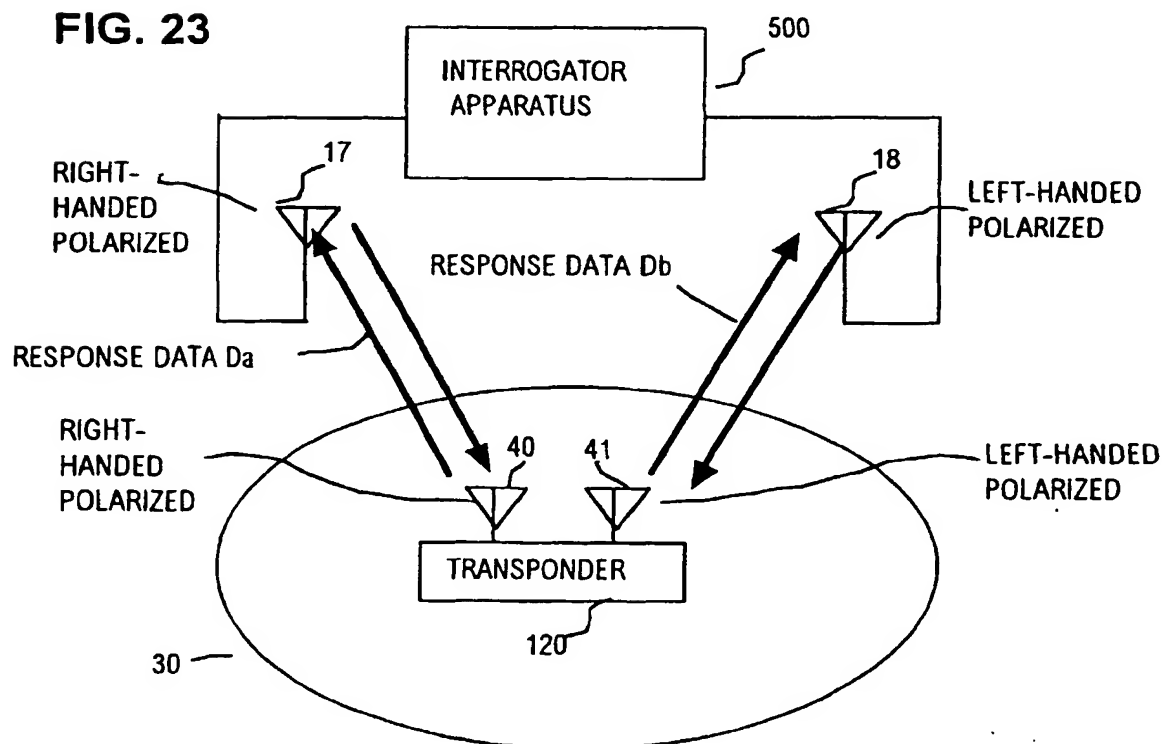 FIG. 23
500
INTERROGATOR
APPARATUS
17
18
RIGHT-
HANDED
POLARIZED
LEFT-HANDED
POLARIZED
RESPONSE DATA Db
RESPONSE DATA Da
RIGHT-
HANDED
POLARIZED
40
41
LEFT-HANDED
POLARIZED
TRANSPONDER
120
30